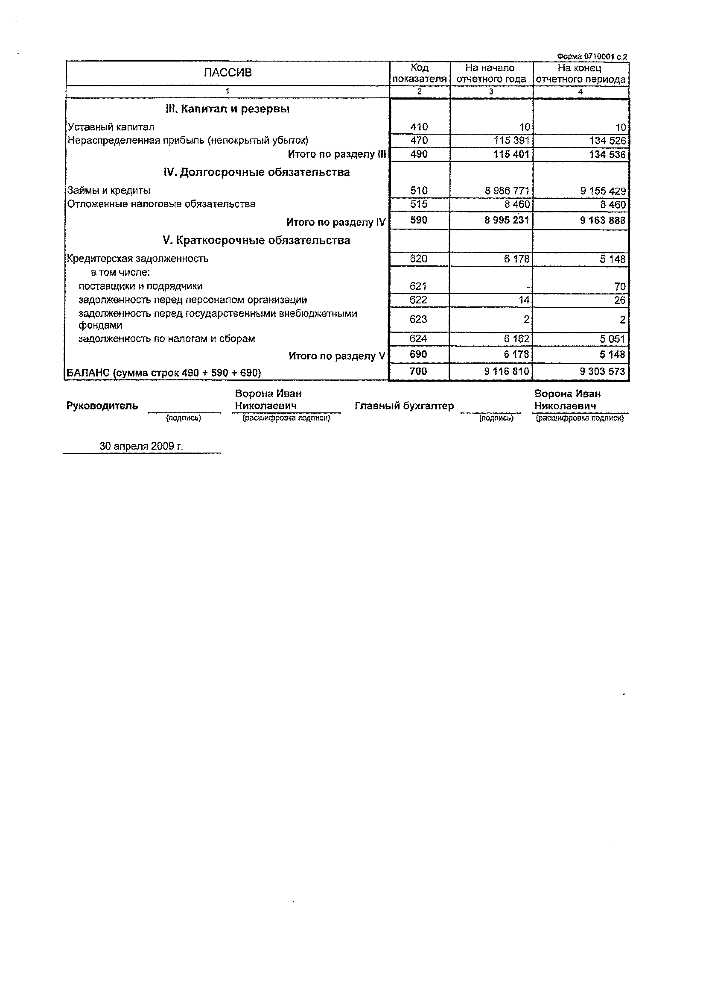 Форма 0710001 с.2
ПАССИВ Код показателя На начало отчетного года На конец отчетного периода
1 2 3 4
III. Капитал и резервы
Уставный капитал 410 10 10
Нераспределенная прибыль (непокрытый убыток) 470 115 391 134 526
Итого по разделу III 490 115 401 134 536
IV. Долгосрочные обязательства
Займы и кредиты 510 8 986 771 9 155 429
Отложенные налоговые обязательства 515 8 460 8 460
Итого по разделу IV 590 8 995 231 9 163 888
V. Краткосрочные обязательства
Кредиторская задолженность 620 6 178 5 148
в том числе:
поставщики и подрядчики 621 - 70
задолженность перед персоналом организации 622 14 26
задолженность перед государственными внебюджетными
фондами 623 2 2
задолженность по налогам и сборам 624 6 162 5 051
Итого по разделу V 690 6 178 5 148
БАЛАНС (сумма строк 490 + 590 + 690) 700 9 116 810 9 303 573
Ворона Иван Ворона Иван
Руководитель Николаевич Главный бухгалтер Николаевич
(подпись) (расшифровка подписи) (подпись) (расшифровка подписи)
30 апреля 2009 г.